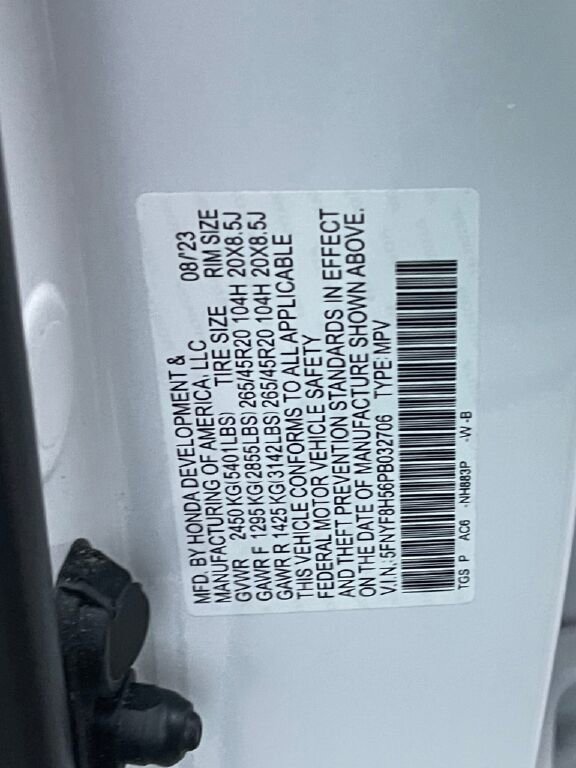 MFD. BY HONDA DEVELOPMENT & 08/'23
MANUFACTURING OF AMERICA, LLC
GVWR 2450 KG(5401LBS) TIRE SIZE RIM SIZE
GAWR F 1295 KG(2855LBS) 265/45R20 104H 20X8.5J
GAWR R 1425 KG(3142LBS) 265/45R20 104H 20X8.5J
THIS VEHICLE CONFORMS TO ALL APPLICABLE
FEDERAL MOTOR VEHICLE SAFETY
AND THEFT PREVENTION STANDARDS IN EFFECT
ON THE DATE OF MANUFACTURE SHOWN ABOVE.
V.I.N.:5FNYF8H56PB032706 TYPE: MPV
TGS P AC6 -NH883P -W -B